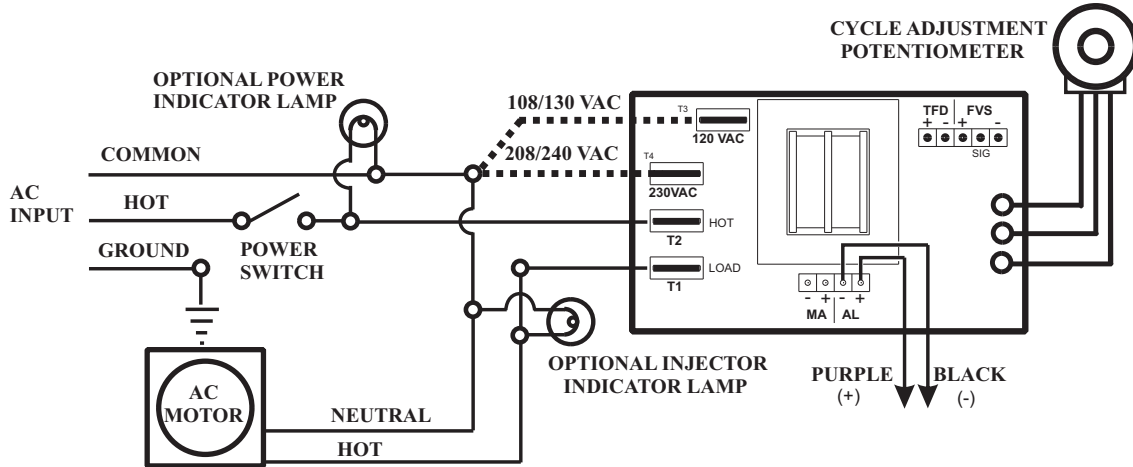 CYCLE ADJUSTMENT
POTENTIOMETER
OPTIONAL POWER
INDICATOR LAMP
108/130 VAC
T3
120 VAC
TFD FVS
+ - + -
SIG
COMMON
208/240 VAC
T4
230VAC
AC
INPUT
HOT
HOT
T2
POWER
SWITCH
GROUND
LOAD
T1
- + - +
MA AL
OPTIONAL INJECTOR
INDICATOR LAMP
PURPLE
(+)
BLACK
(-)
AC
MOTOR
NEUTRAL
HOT